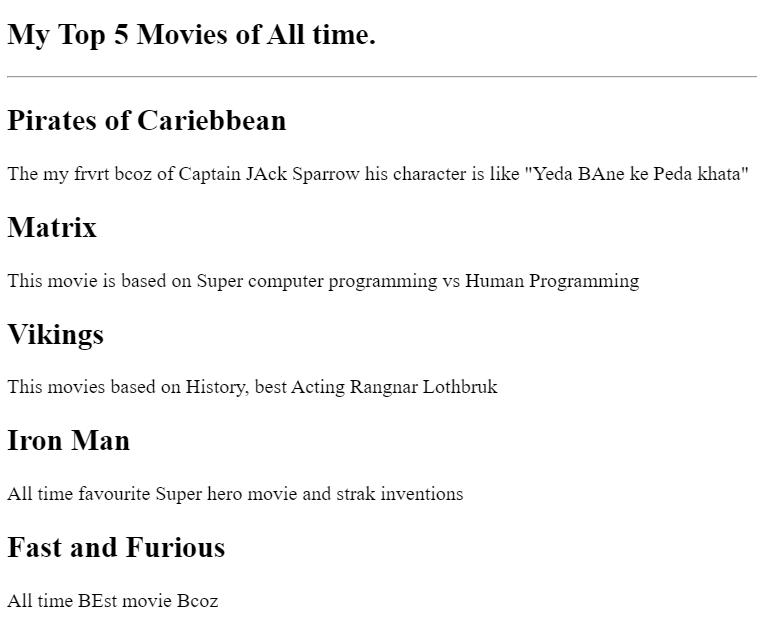 My Top 5 Movies of All time.
Pirates of Cariebbean
The my frvrt bcoz of Captain JAck Sparrow his character is like "Yeda BAne ke Peda khata"
Matrix
This movie is based on Super computer programming vs Human Programming
Vikings
This movies based on History, best Acting Rangnar Lothbruk
Iron Man
All time favourite Super hero movie and strak inventions
Fast and Furious
All time BEst movie Bcoz